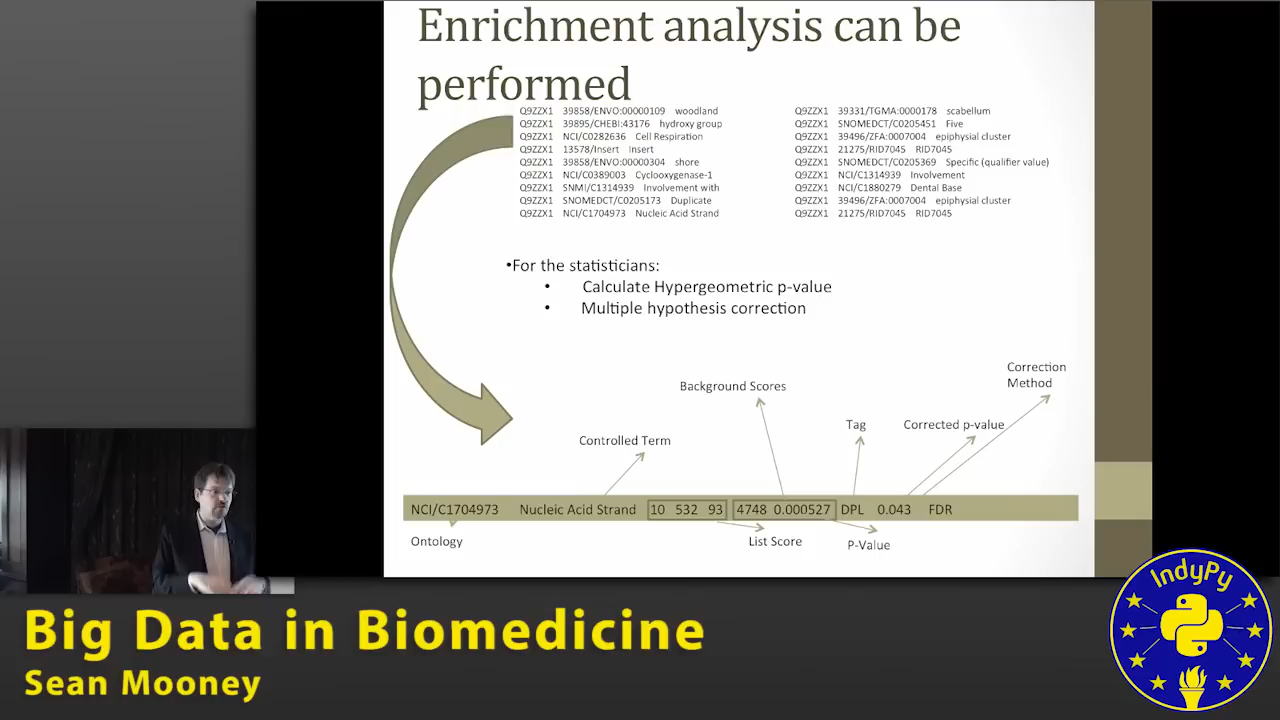 Enrichment analysis can be
performed
Q9ZZX1 39858/ENVO:00000109 woodland
Q9ZZX1 39895/CHEBI:43176 hydroxy group
Q9ZZX1 NCI/C0282636 Cell Respiration
Q9ZZX1 13578/Insert Insert
Q9ZZX1 39858/ENVO:00000304 shore
Q9ZZX1 NCI/C0389003 Cyclooxygenase-1
Q9ZZX1 SNMI/C1314939 Involvement with
Q9ZZX1 SNOMEDCT/C0205173 Duplicate
Q9ZZX1 NCI/C1704973 Nucleic Acid Strand
Q9ZZX1 39331/TGMA:0000178 scabellum
Q9ZZX1 SNOMEDCT/C0205451 Five
Q9ZZX1 39496/ZFA:0007004 epiphysial cluster
Q9ZZX1 21275/RID7045 RID7045
Q9ZZX1 SNOMEDCT/C0205369 Specific (qualifier value)
Q9ZZX1 NCI/C1314939 Involvement
Q9ZZX1 NCI/C1880279 Dental Base
Q9ZZX1 39496/ZFA:0007004 epiphysial cluster
Q9ZZX1 21275/RID7045 RID7045
•For the statisticians:
• Calculate Hypergeometric p-value
• Multiple hypothesis correction
Correction
Method
Background Scores
Tag
Corrected p-value
Controlled Term
NCI/C1704973 Nucleic Acid Strand 10 532 93 4748 0.000527 DPL 0.043 FDR
Ontology
List Score
P-Value
Big Data in Biomedicine
Sean Mooney
IndyPy